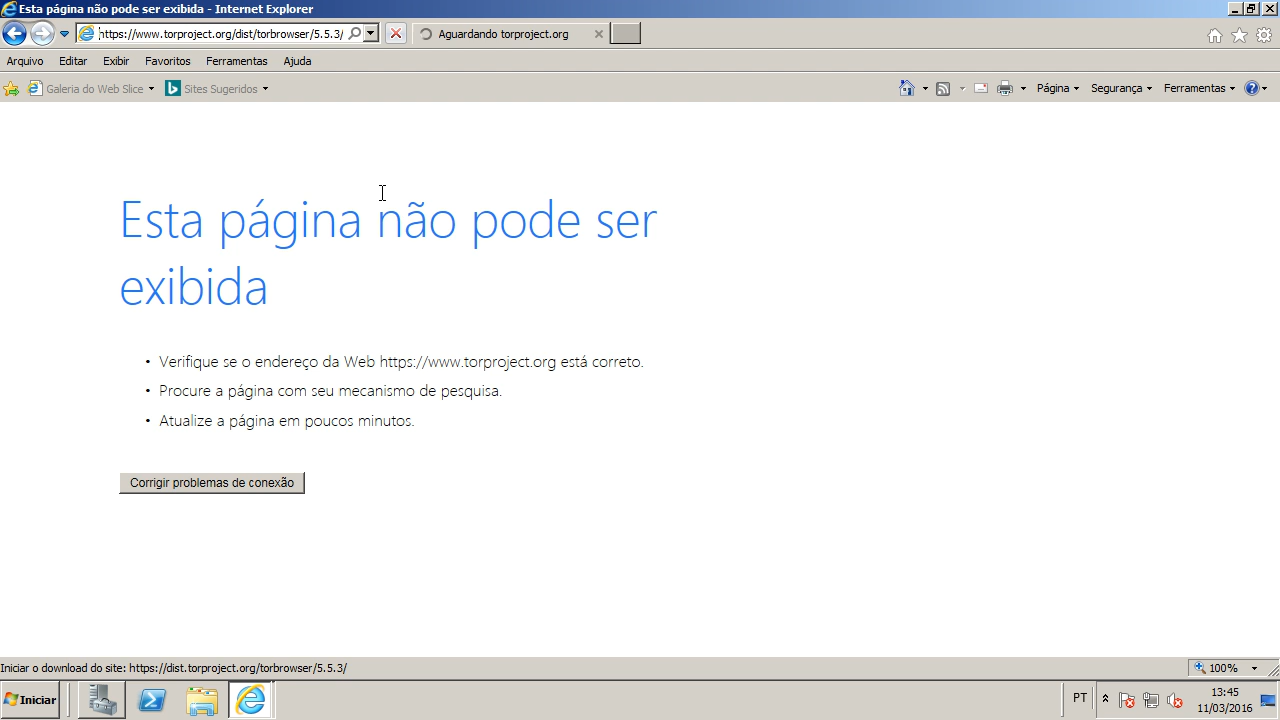 Esta página não pode ser exibida - Internet Explorer
https://www.torproject.org/dist/torbrowser/5.5.3/
Aguardando torproject.org
Arquivo Editar Exibir Favoritos Ferramentas Ajuda
Galeria do Web Slice Sites Sugeridos Página Segurança Ferramentas
Esta página não pode ser
exibida
• Verifique se o endereço da Web https://www.torproject.org está correto.
• Procure a página com seu mecanismo de pesquisa.
• Atualize a página em poucos minutos.
Corrigir problemas de conexão
Iniciar o download do site: https://dist.torproject.org/torbrowser/5.5.3/
100%
Iniciar
PT
13:45
11/03/2016